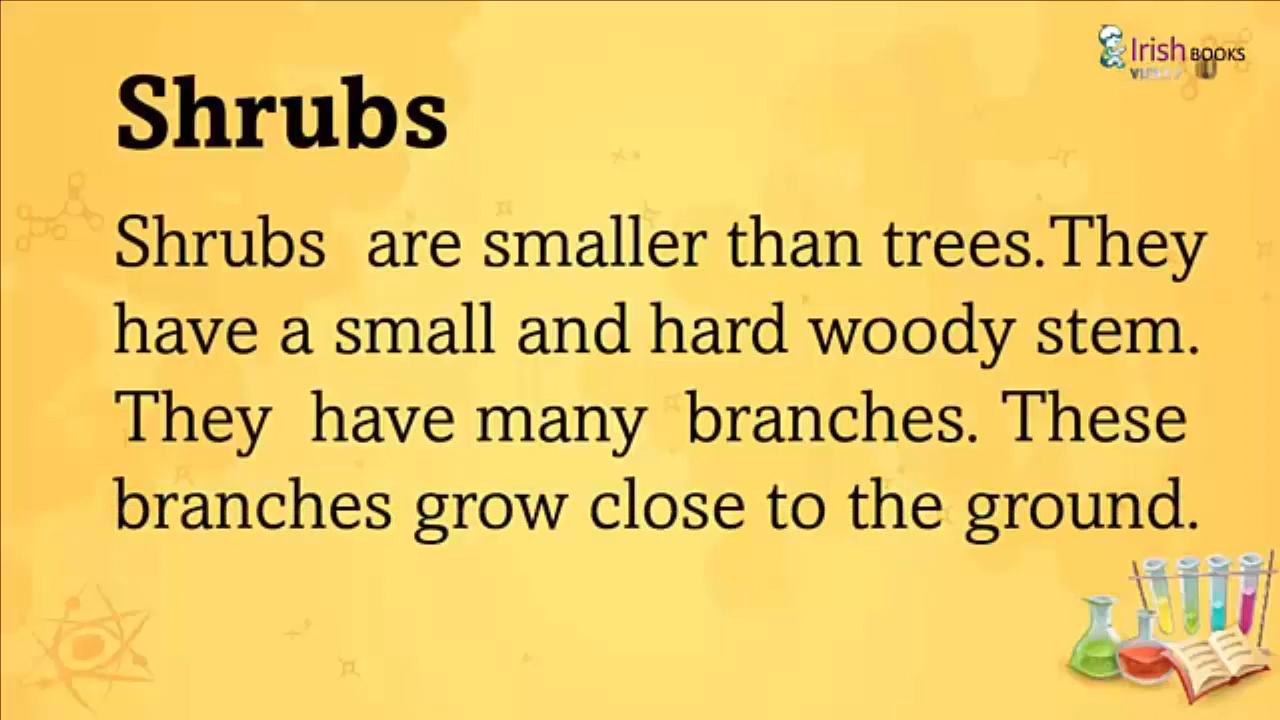 Irish BOOKS
Shrubs
Shrubs are smaller than trees.They
have a small and hard woody stem.
They have many branches. These
branches grow close to the ground.